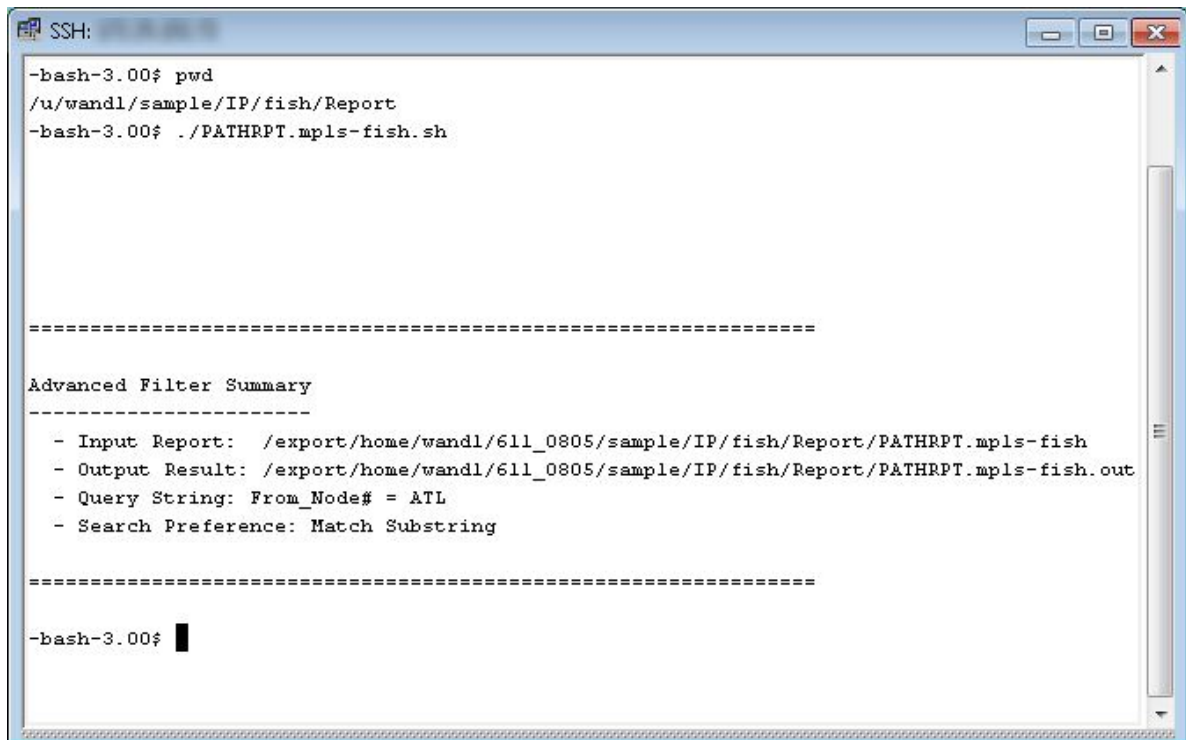 SSH:
-bash-3.00$ pwd
/u/wandl/sample/IP/fish/Report
-bash-3.00$ ./PATHRPT.mpls-fish.sh
================================================================
Advanced Filter Summary
-----------------------
- Input Report:  /export/home/wandl/611_0805/sample/IP/fish/Report/PATHRPT.mpls-fish
- Output Result: /export/home/wandl/611_0805/sample/IP/fish/Report/PATHRPT.mpls-fish.out
- Query String: From_Node# = ATL
- Search Preference: Match Substring
================================================================
-bash-3.00$